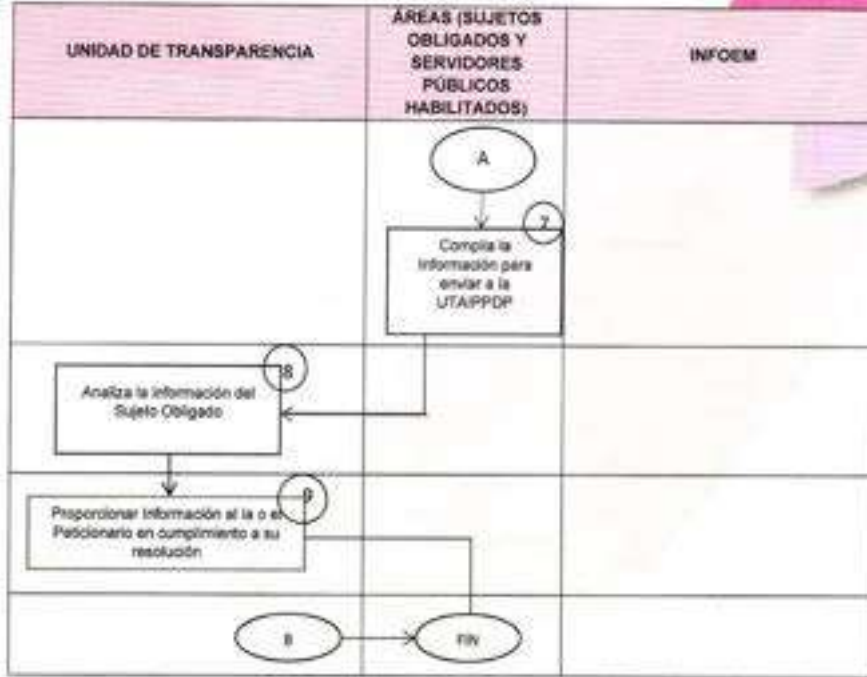 UNIDAD DE TRANSPARENCIA
ÁREAS (SUJETOS
OBLIGADOS Y
SERVIDORES
PÚBLICOS
HABILITADOS)
INFOEM
A
7
Compila la
Información para
enviar a la
UTAIPPDP
8
Analiza la información del
Sujeto Obligado
9
Proporcionar Información al la o el
Peticionario en cumplimiento a su
resolución
B
FIN